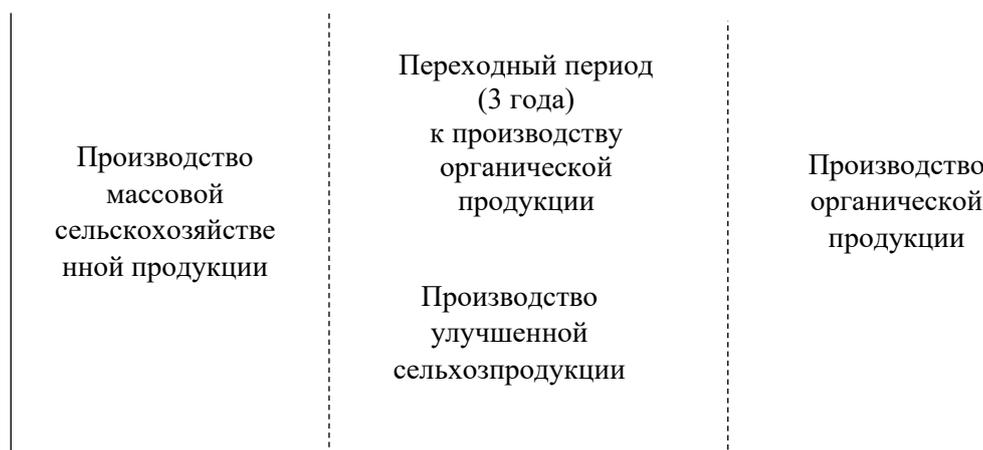 Производство
массовой
сельскохозяйстве
нной продукции
Переходный период
(3 года)
к производству
органической
продукции
Производство
улучшенной
сельхозпродукции
Производство
органической
продукции